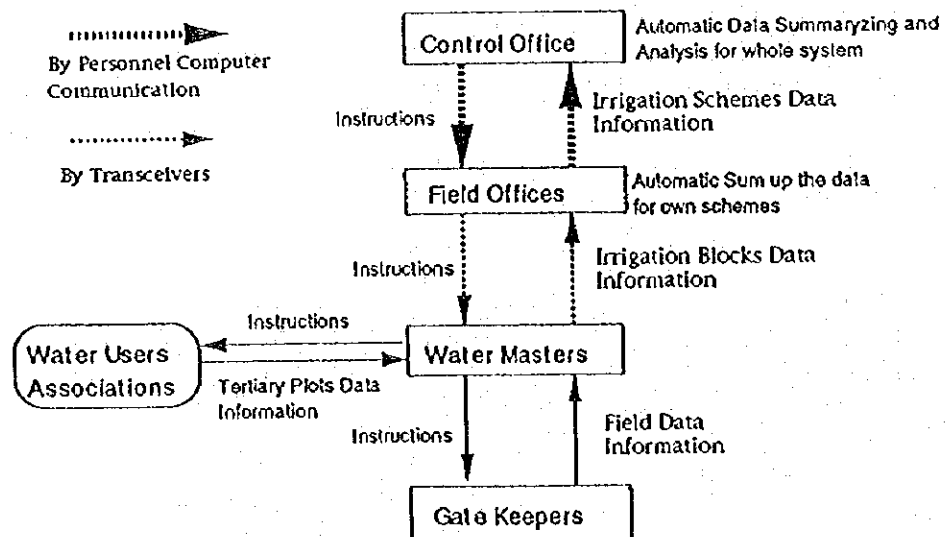 By Personnel Computer
Communication
By Transceivers
Control Office
Automatic Data Summaryzing and
Analysis for whole system
Instructions
Irrigation Schemes Data
Information
Field Offices
Automatic Sum up the data
for own schemes
Instructions
Irrigation Blocks Data
Information
Instructions
Water Users
Associations
Water Masters
Tertiary Plots Data
Information
Instructions
Field Data
Information
Gate Keepers